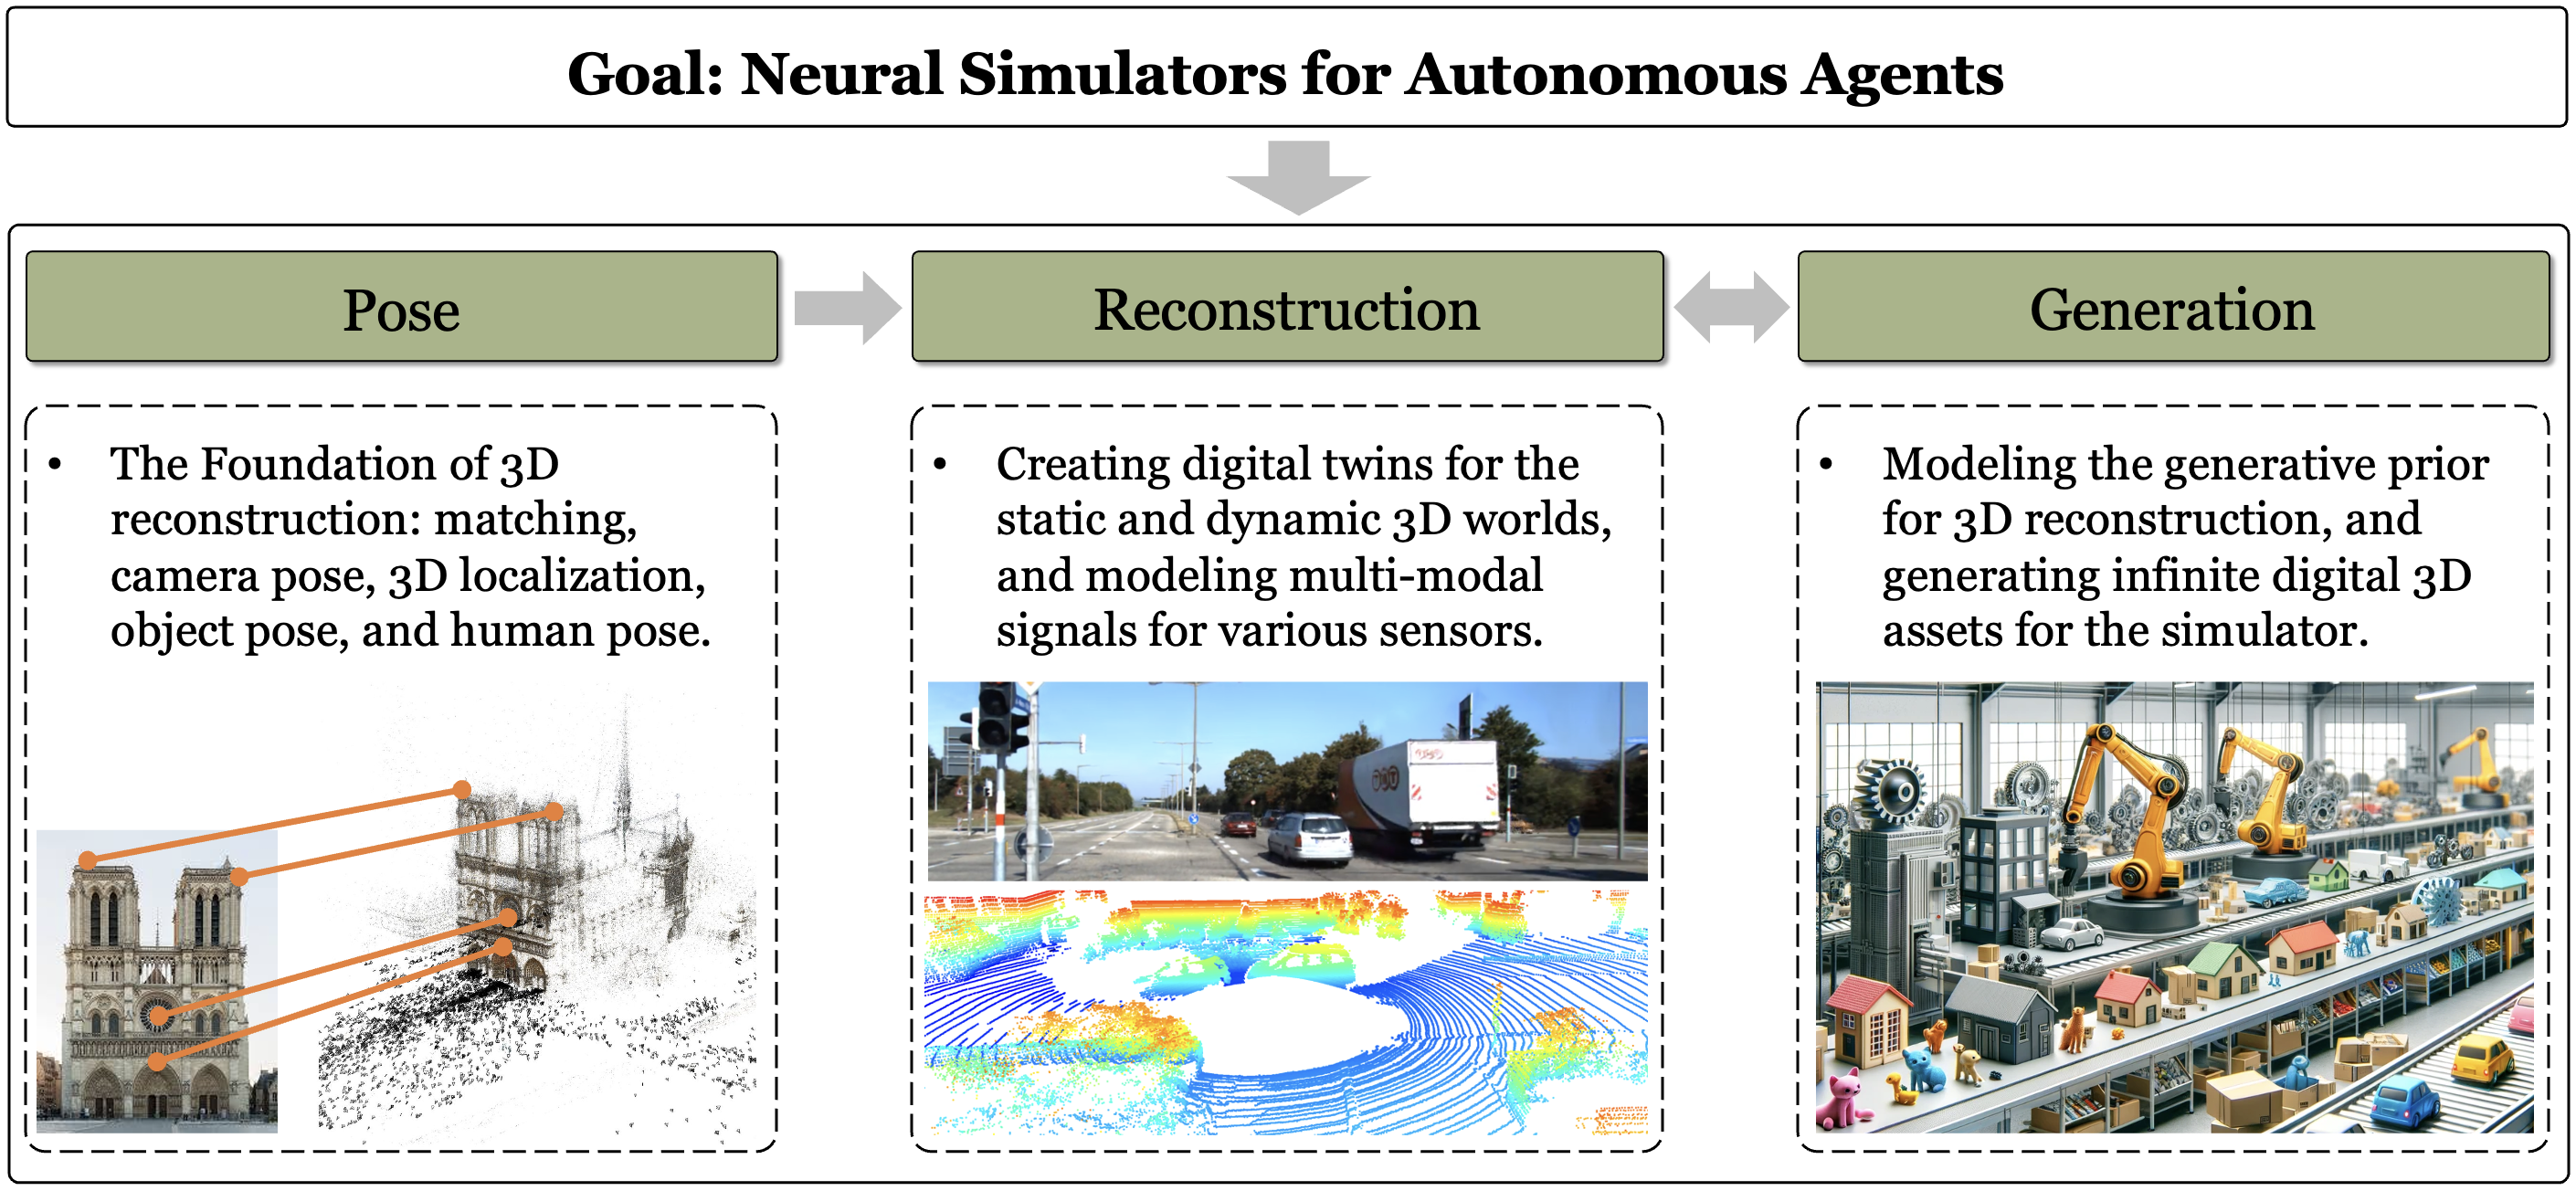 Goal: Neural Simulators for Autonomous Agents
Pose
Reconstruction
Generation
• The Foundation of 3D
reconstruction: matching,
camera pose, 3D localization,
object pose, and human pose.
• Creating digital twins for the
static and dynamic 3D worlds,
and modeling multi-modal
signals for various sensors.
• Modeling the generative prior
for 3D reconstruction, and
generating infinite digital 3D
assets for the simulator.
TNT